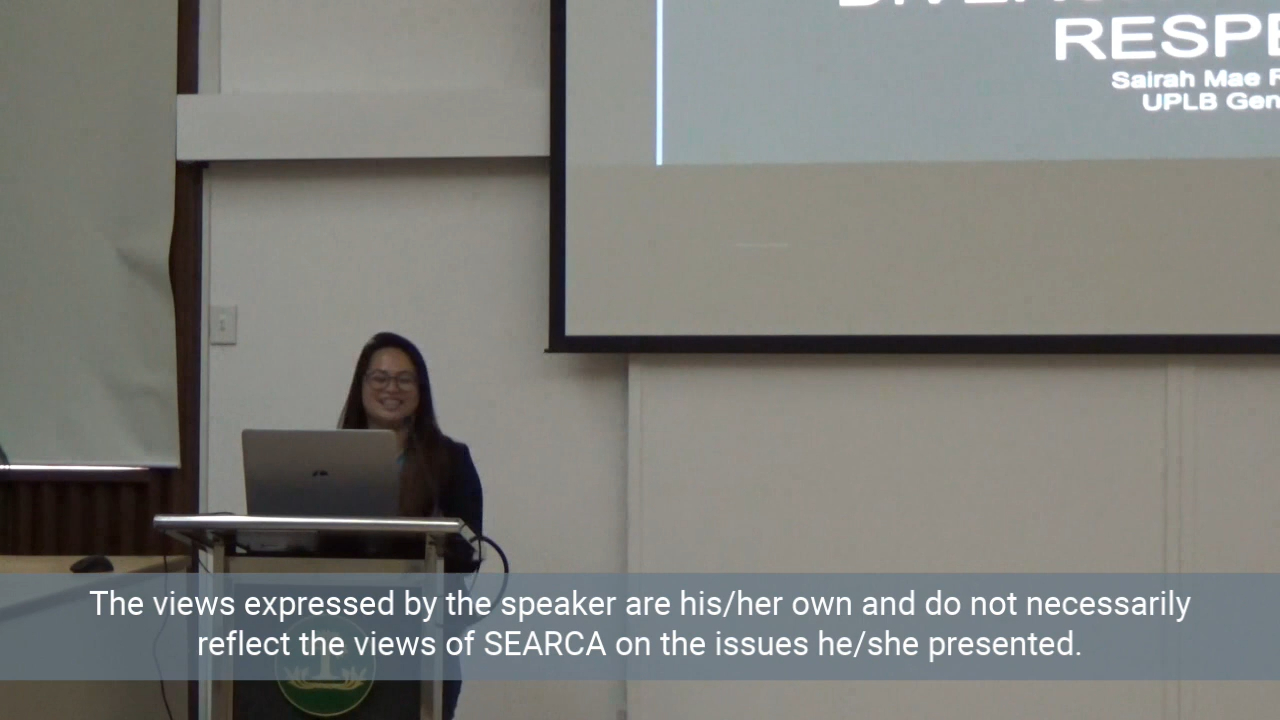 RESPE
Sairah Mae R
UPLB Gen
The views expressed by the speaker are his/her own and do not necessarily
reflect the views of SEARCA on the issues he/she presented.